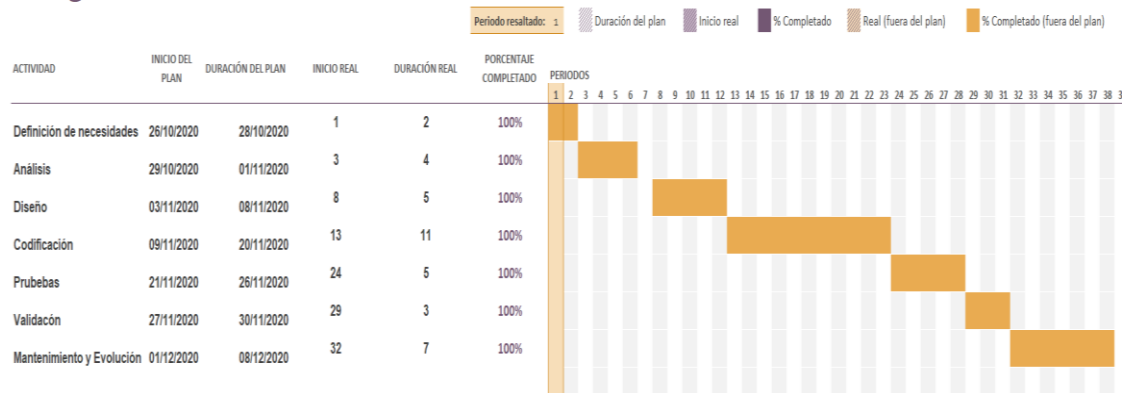 Periodo resaltado: 1 Duración del plan Inicio real % Completado Real (fuera del plan) % Completado (fuera del plan)
ACTIVIDAD INICIO DEL PLAN DURACIÓN DEL PLAN INICIO REAL DURACIÓN REAL PORCENTAJE COMPLETADO PERIODOS
1 2 3 4 5 6 7 8 9 10 11 12 13 14 15 16 17 18 19 20 21 22 23 24 25 26 27 28 29 30 31 32 33 34 35 36 37 38 3
Definición de necesidades 26/10/2020 28/10/2020 1 2 100%
Análisis 29/10/2020 01/11/2020 3 4 100%
Diseño 03/11/2020 08/11/2020 8 5 100%
Codificación 09/11/2020 20/11/2020 13 11 100%
Prubebas 21/11/2020 26/11/2020 24 5 100%
Validacón 27/11/2020 30/11/2020 29 3 100%
Mantenimiento y Evolución 01/12/2020 08/12/2020 32 7 100%